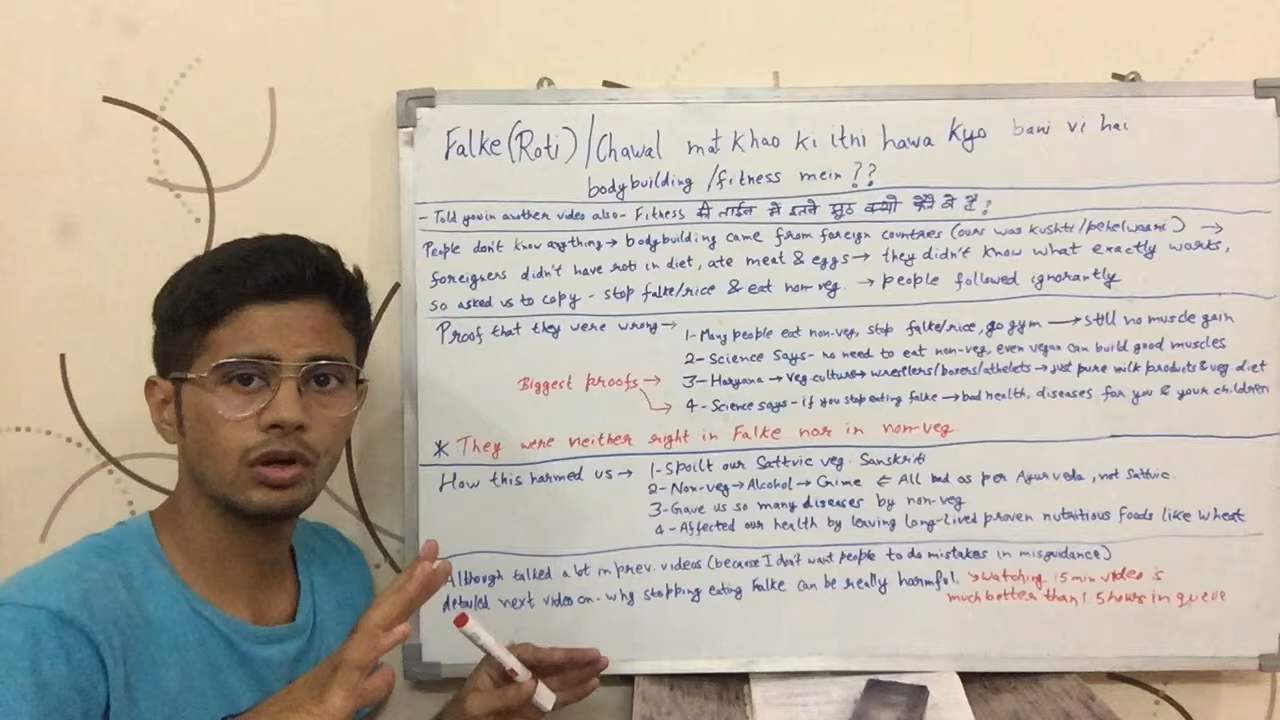 Falke(Roti)/Chawal mat khao ki itni hawa kyo bani vi hai
bodybuilding /fitness mein??
- Told you in another video also - Fitness की लाईन में इतने झूठ क्यों फैले वे हैं?
People don't know anything → bodybuilding came from foreign countries (ours was kushti/pehelwaani) →
foreigners didn't have roti in diet, ate meat & eggs → they didn't know what exactly works,
so asked us to copy - stop falke/rice & eat non-veg. → people followed ignorantly
Proof that they were wrong →
1- Many people eat non-veg, stop falke/rice, go gym → still no muscle gain
2- Science Says - no need to eat non-veg, even vegan can build good muscles
Biggest proofs →
3- Haryana → veg. culture → wrestlers/boxers/athelets → just pure milk products & veg diet
4- Science says - if you stop eating falke → bad health, diseases for you & your children
* They were neither right in Falke nor in non-veg
How this harmed us →
1- Spoilt our Sattvic veg. Sanskriti
2- Non-veg → Alcohol → Crime ← All bad as per Ayurveda, not Sattvic.
3- Gave us so many diseases by non-veg
4- Affected our health by leaving long-lived proven nutritious foods like wheat
Although talked a lot in prev. videos (because I don't want people to do mistakes in misguidance)
detailed next video on - why stopping eating Falke can be really harmful.
→ watching 15 min video is
much better than 1.5 hours in queue